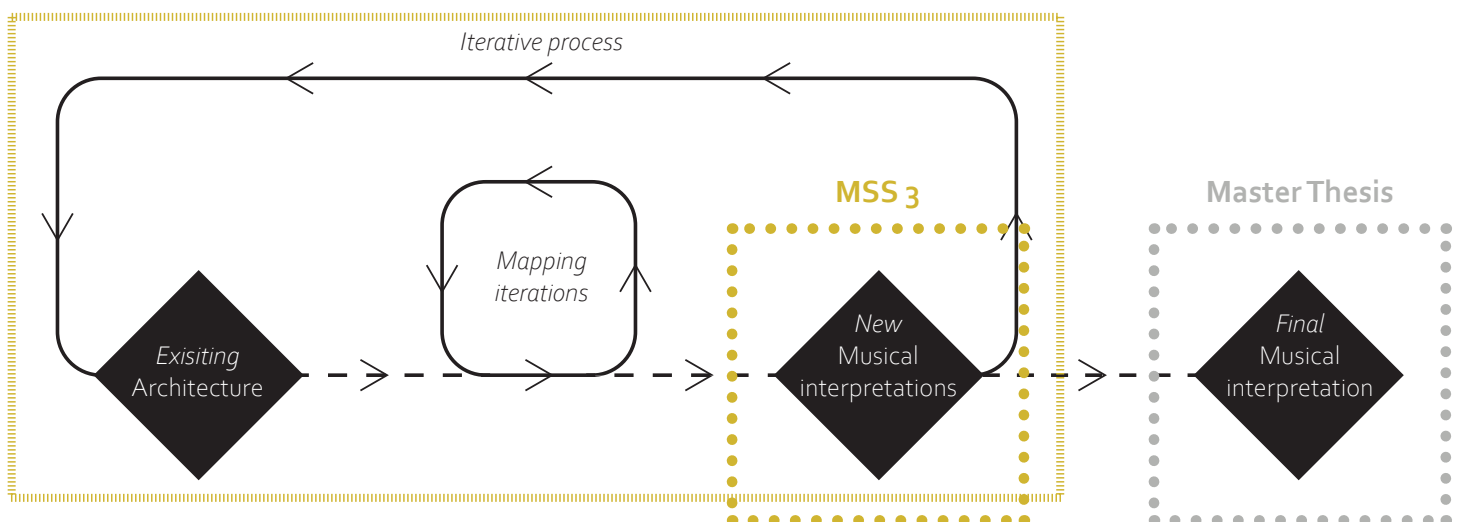 Iterative process
MSS 3
Master Thesis
Mapping
iterations
Exisiting
Architecture
New
Musical
interpretations
Final
Musical
interpretation